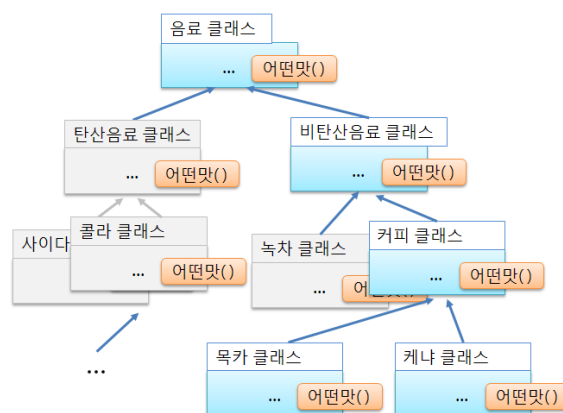 음료 클래스
... 어떤맛()
탄산음료 클래스
... 어떤맛()
비탄산음료 클래스
... 어떤맛()
사이다
콜라 클래스
... 어떤맛()
...
녹차 클래스
... 어떤맛()
커피 클래스
... 어떤맛()
...
목카 클래스
... 어떤맛()
케냐 클래스
... 어떤맛()